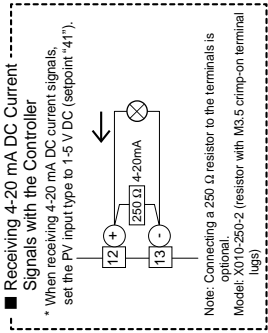 ■ Receiving 4-20 mA DC Current
Signals with the Controller
* When receiving 4-20 mA DC current signals,
set the PV input type to 1-5 V DC (setpoint “41”).
12
+
250 Ω
4-20mA
13
-
Note: Connecting a 250 Ω resistor to the terminals is
optional.
Model: X010-250-2 (resistor with M3.5 crimp-on terminal
lugs)